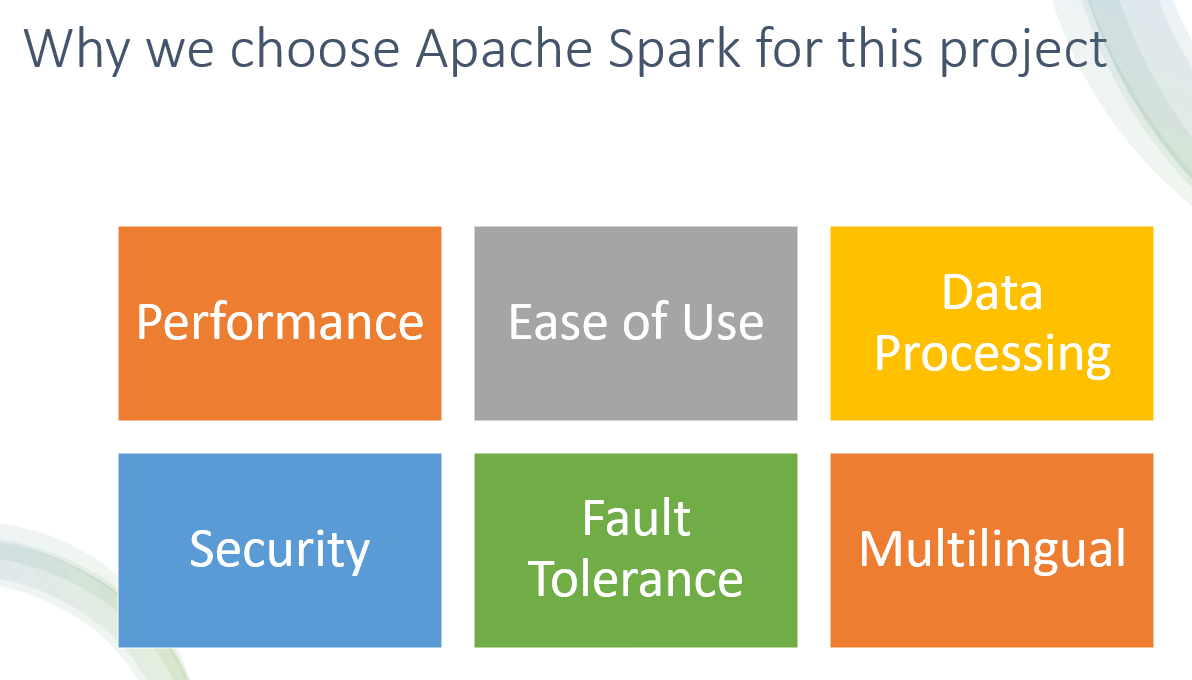 Why we choose Apache Spark for this project
Performance
Ease of Use
Data
Processing
Security
Fault
Tolerance
Multilingual